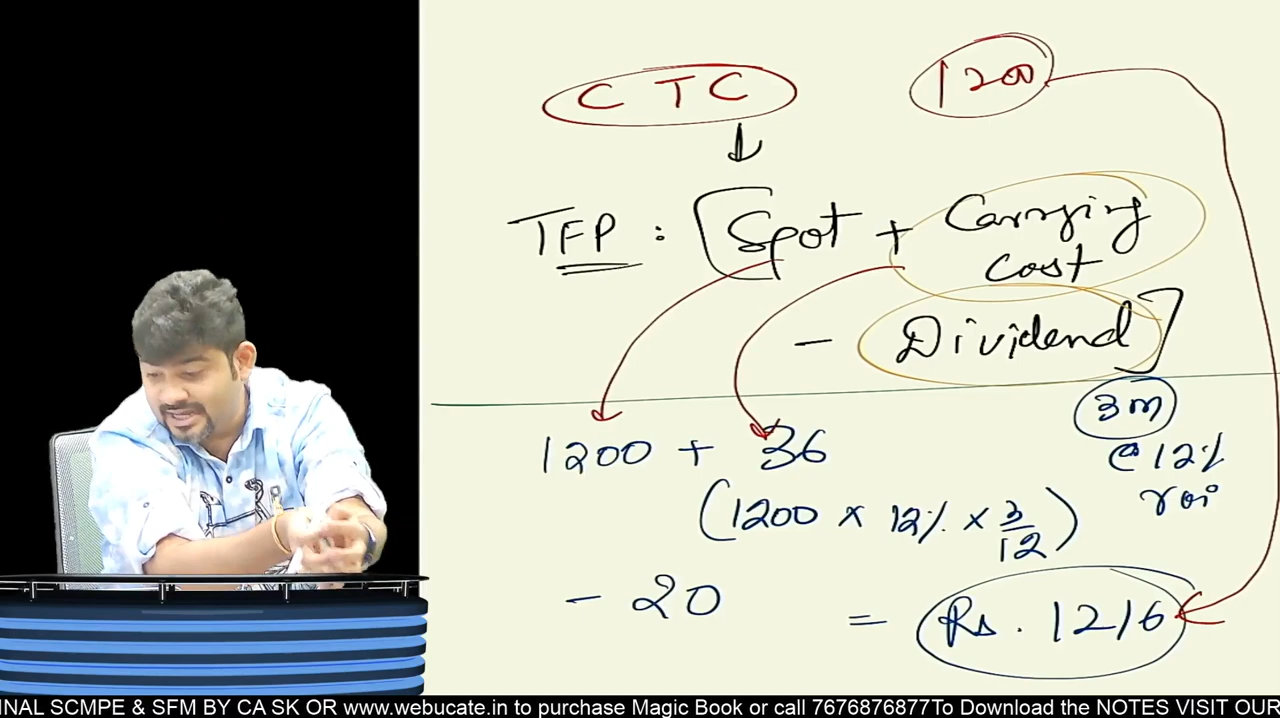 CTC
1200
TFP : [Spot + Carrying
cost
- Dividend]
3m
@ 12%
roi
1200 + 36
(1200 x 12% x 3/12)
- 20
= Rs. 1216
INAL SCMPE & SFM BY CA SK OR www.webucate.in to purchase Magic Book or call 7676876877To Download the NOTES VISIT OUR